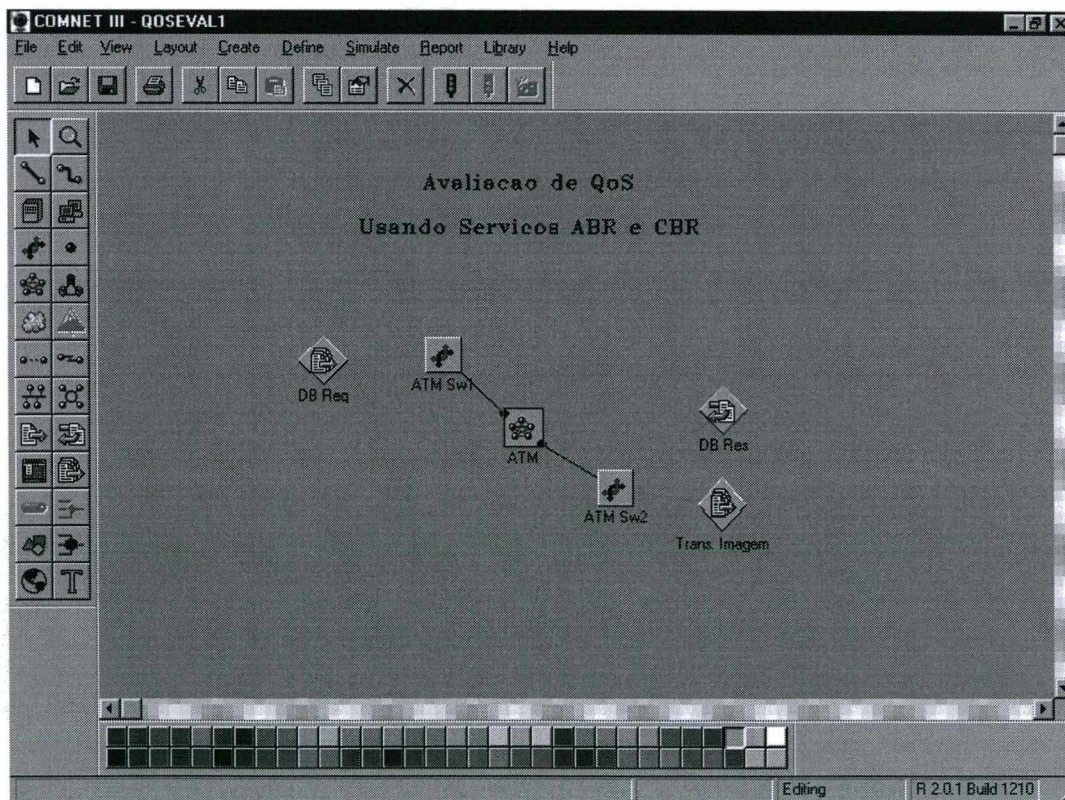 COMNET III - QOSEVAL1
File Edit View Layout Create Define Simulate Report Library Help
Avaliacao de QoS
Usando Servicos ABR e CBR
DB Req
ATM Sw1
ATM
DB Res
ATM Sw2
Trans. Imagem
T
Editing
R 2.0.1 Build 1210